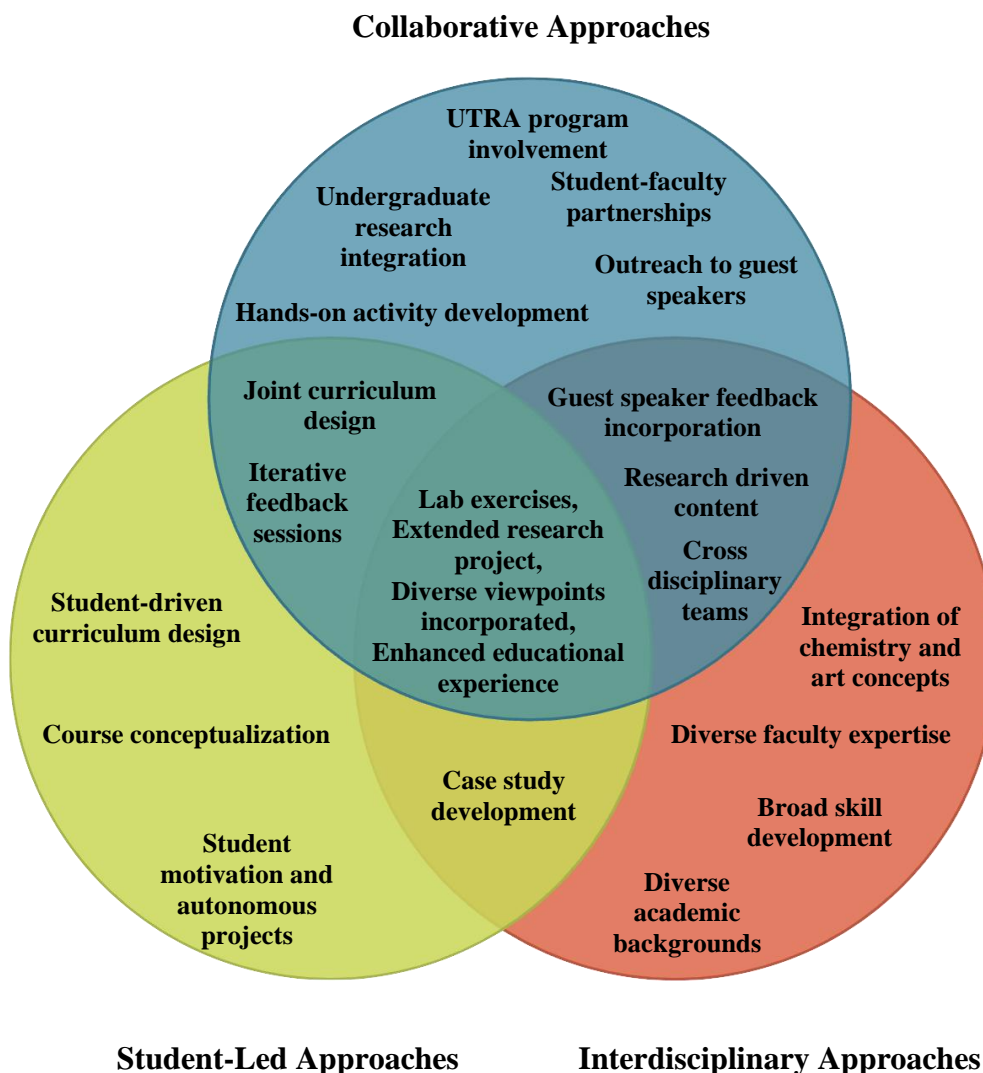 Collaborative Approaches
UTRA program
involvement
Student-faculty
partnerships
Undergraduate
research
integration
Outreach to guest
speakers
Hands-on activity development
Joint curriculum
design
Guest speaker feedback
incorporation
Iterative
feedback
sessions
Research driven
content
Lab exercises,
Extended research
project,
Diverse viewpoints
incorporated,
Enhanced educational
experience
Cross
disciplinary
teams
Student-driven
curriculum design
Integration of
chemistry and
art concepts
Course conceptualization
Diverse faculty expertise
Case study
development
Broad skill
development
Student
motivation and
autonomous
projects
Diverse
academic
backgrounds
Student-Led Approaches
Interdisciplinary Approaches